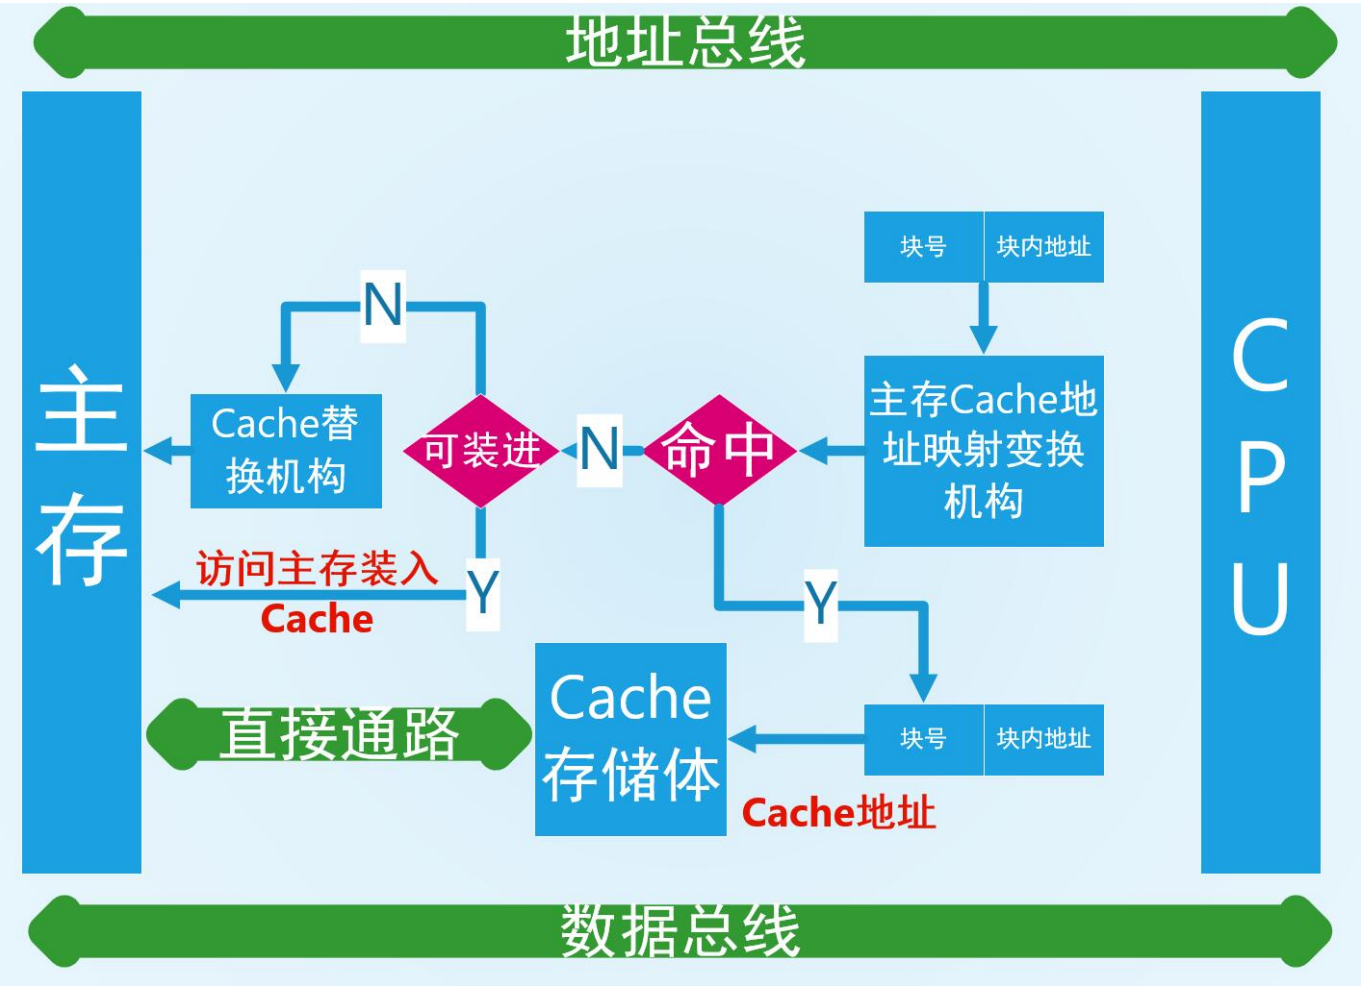 地址总线
块号
块内地址
N
主
存
Cache替
换机构
可装进
N
命中
主存Cache地
址映射变换
机构
C
P
U
访问主存装入
Cache
Y
Y
直接通路
Cache
存储体
块号
块内地址
Cache地址
数据总线